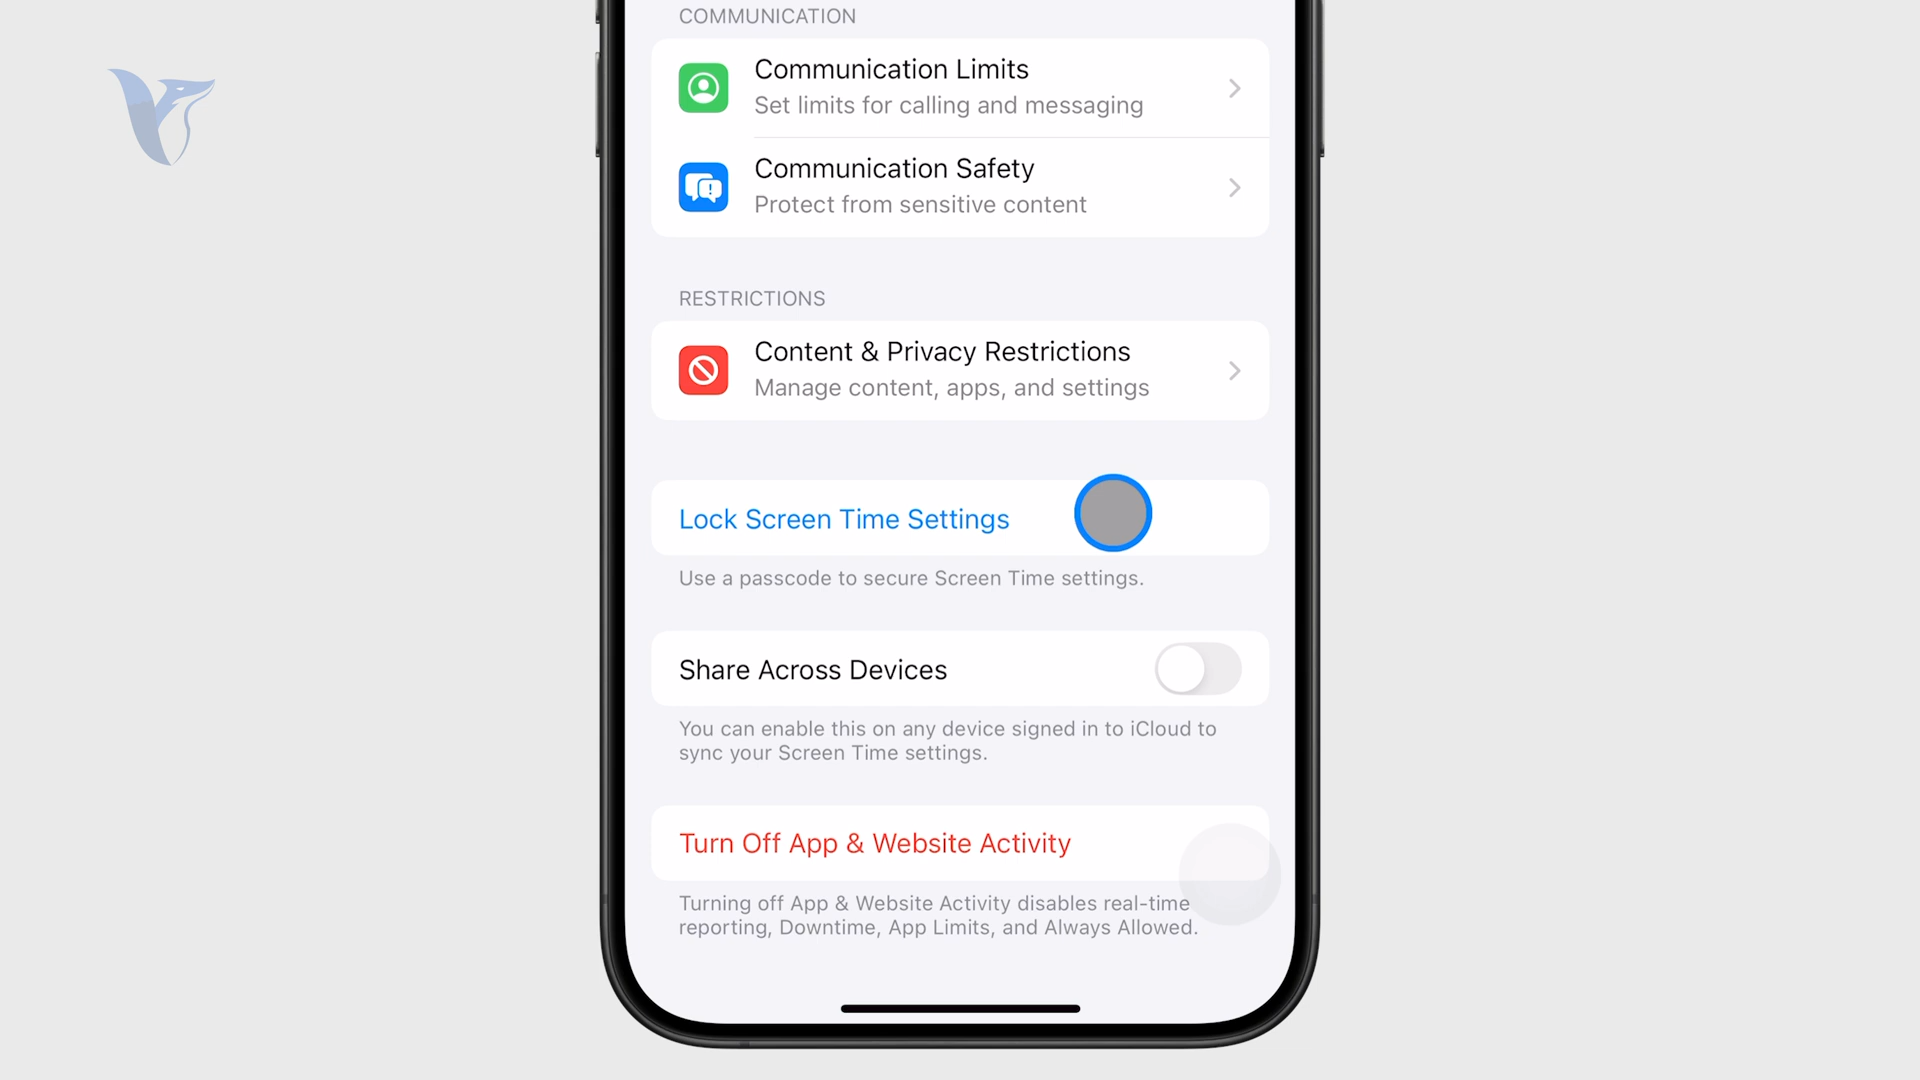 COMMUNICATION
Communication Limits
Set limits for calling and messaging
Communication Safety
Protect from sensitive content
RESTRICTIONS
Content & Privacy Restrictions
Manage content, apps, and settings
Lock Screen Time Settings
Use a passcode to secure Screen Time settings.
Share Across Devices
You can enable this on any device signed in to iCloud to
sync your Screen Time settings.
Turn Off App & Website Activity
Turning off App & Website Activity disables real-time
reporting, Downtime, App Limits, and Always Allowed.